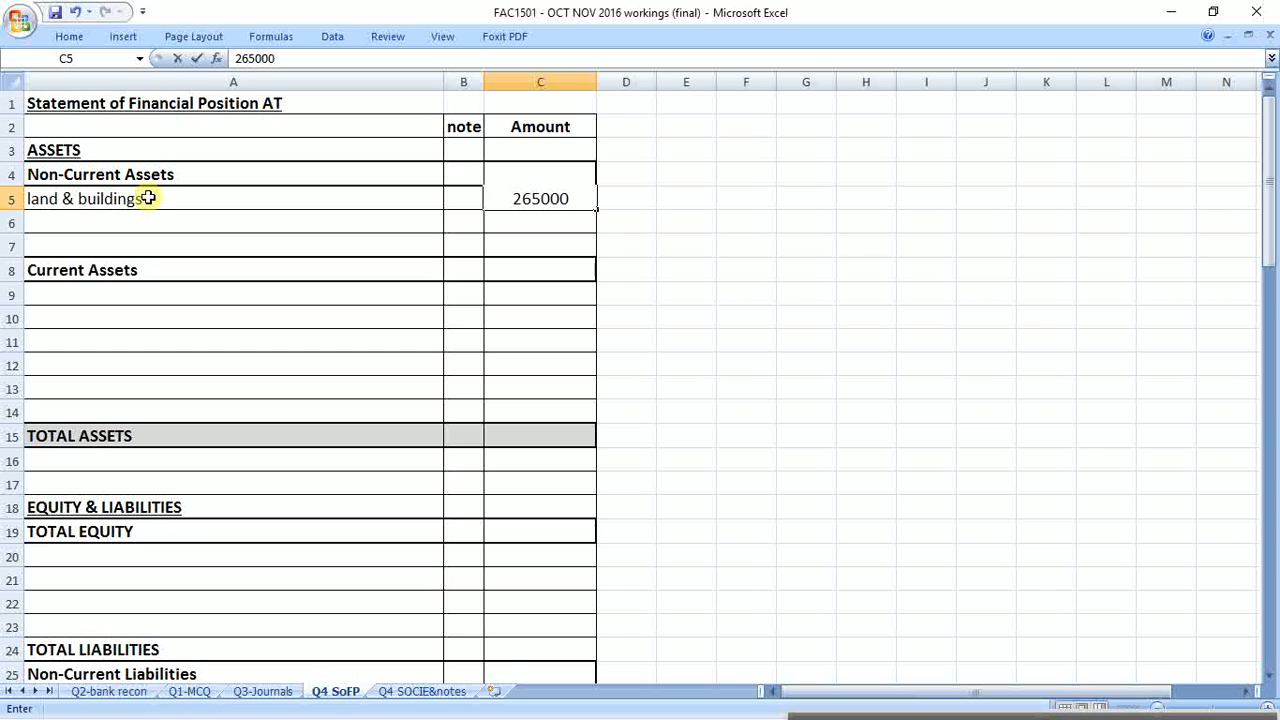 FAC1501 - OCT NOV 2016 workings (final) - Microsoft Excel
Home Insert Page Layout Formulas Data Review View Foxit PDF
C5 fx 265000
A B C D E F G H I J K L M N
1 Statement of Financial Position AT
2 note Amount
3 ASSETS
4 Non-Current Assets
5 land & buildings 265000
6
7
8 Current Assets
9
10
11
12
13
14
15 TOTAL ASSETS
16
17
18 EQUITY & LIABILITIES
19 TOTAL EQUITY
20
21
22
23
24 TOTAL LIABILITIES
25 Non-Current Liabilities
Q2-bank recon Q1-MCQ Q3-Journals Q4 SoFP Q4 SOCIE&notes
Enter